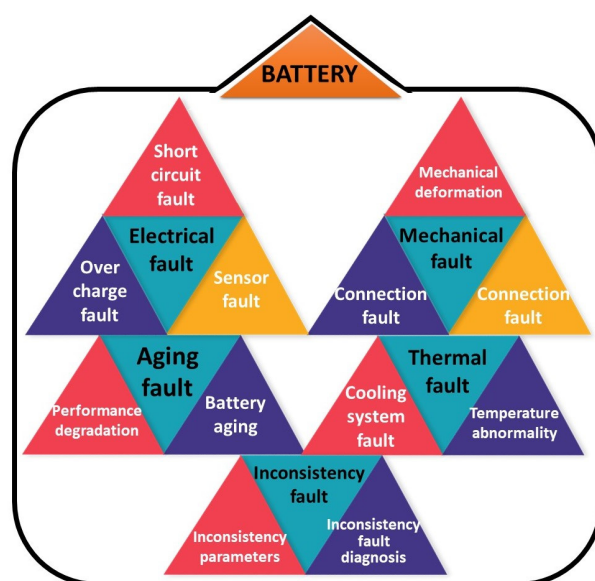 BATTERY
Short
circuit
fault
Electrical
fault
Over
charge
fault
Sensor
fault
Mechanical
deformation
Mechanical
fault
Connection
fault
Connection
fault
Aging
fault
Performance
degradation
Battery
aging
Thermal
fault
Cooling
system
fault
Temperature
abnormality
Inconsistency
fault
Inconsistency
parameters
Inconsistency
fault
diagnosis